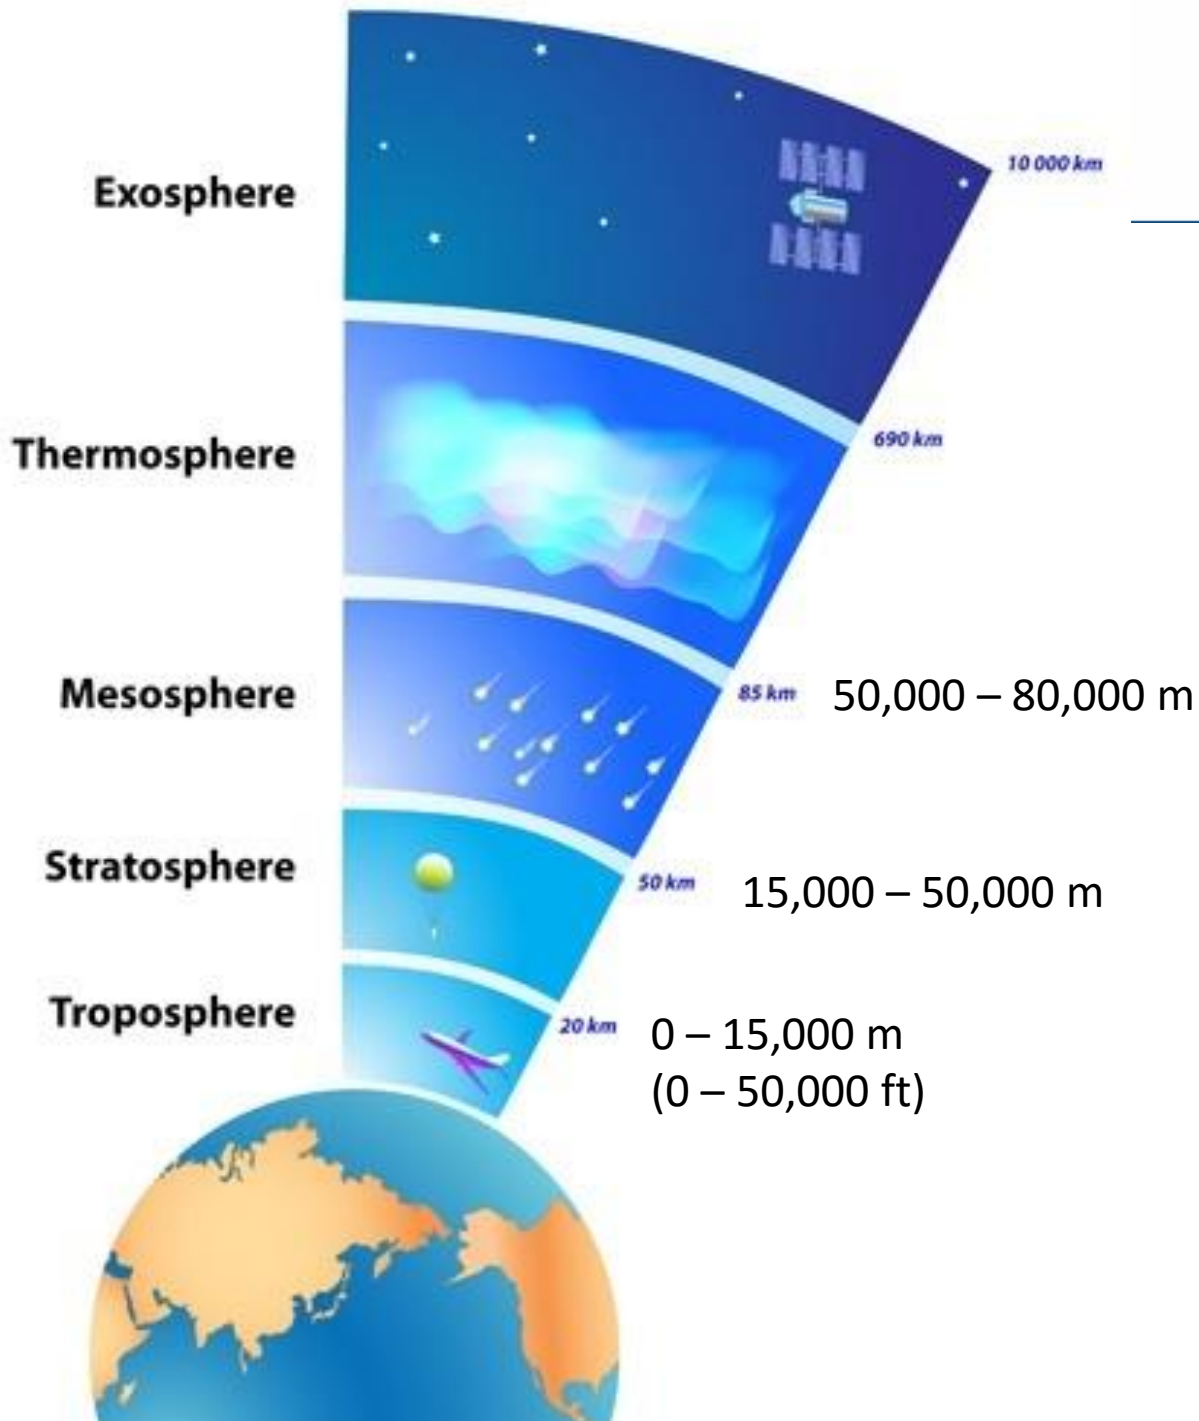 10 000 km
Exosphere
690 km
Thermosphere
Mesosphere
85 km
50,000 – 80,000 m
Stratosphere
50 km
15,000 – 50,000 m
Troposphere
20 km
0 – 15,000 m
(0 – 50,000 ft)